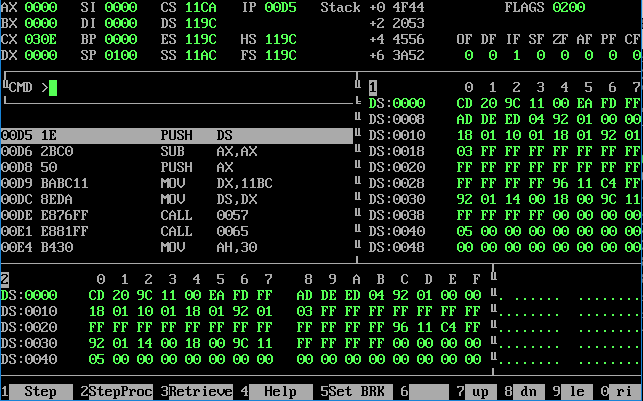 AX 0000 SI 0000 CS 11CA IP 00D5 Stack +0 4F44 FLAGS 0200
BX 0000 DI 0000 DS 119C +2 2053
CX 030E BP 0000 ES 119C HS 119C +4 4556 OF DF IF SF ZF AF PF CF
DX 0000 SP 0100 SS 11AC FS 119C +6 3A52 0 0 1 0 0 0 0 0
CMD >
1 0 1 2 3 4 5 6 7
DS:0000 CD 20 9C 11 00 EA FD FF
DS:0008 AD DE ED 04 92 01 00 00
00D5 1E PUSH DS DS:0010 18 01 10 01 18 01 92 01
00D6 2BC0 SUB AX,AX DS:0018 03 FF FF FF FF FF FF FF
00D8 50 PUSH AX DS:0020 FF FF FF FF FF FF FF FF
00D9 BABC11 MOV DX,11BC DS:0028 FF FF FF FF 96 11 C4 FF
00DC 8EDA MOV DS,DX DS:0030 92 01 14 00 18 00 9C 11
00DE E876FF CALL 0057 DS:0038 FF FF FF FF 00 00 00 00
00E1 E881FF CALL 0065 DS:0040 05 00 00 00 00 00 00 00
00E4 B430 MOV AH,30 DS:0048 00 00 00 00 00 00 00 00
2 0 1 2 3 4 5 6 7 8 9 A B C D E F
DS:0000 CD 20 9C 11 00 EA FD FF AD DE ED 04 92 01 00 00
DS:0010 18 01 10 01 18 01 92 01 03 FF FF FF FF FF FF FF
DS:0020 FF FF FF FF FF FF FF FF FF FF FF FF 96 11 C4 FF
DS:0030 92 01 14 00 18 00 9C 11 FF FF FF FF 00 00 00 00
DS:0040 05 00 00 00 00 00 00 00 00 00 00 00 00 00 00 00
1 Step 2 StepProc 3 Retrieve 4 Help 5 Set BRK 6 7 up 8 dn 9 le 0 ri